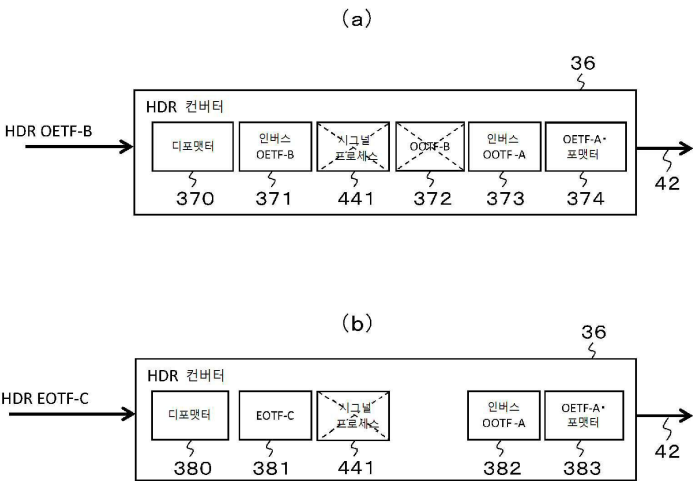 (a)
36
HDR 컨버터
HDR OETF-B
디포맷터
인버스
OETF-B
시그널
프로세스
OOTF-B
인버스
OOTF-A
OETF-A·
포맷터
370
371
441
372
373
374
42
(b)
36
HDR 컨버터
HDR EOTF-C
디포맷터
EOTF-C
시그널
프로세스
인버스
OOTF-A
OETF-A·
포맷터
380
381
441
382
383
42